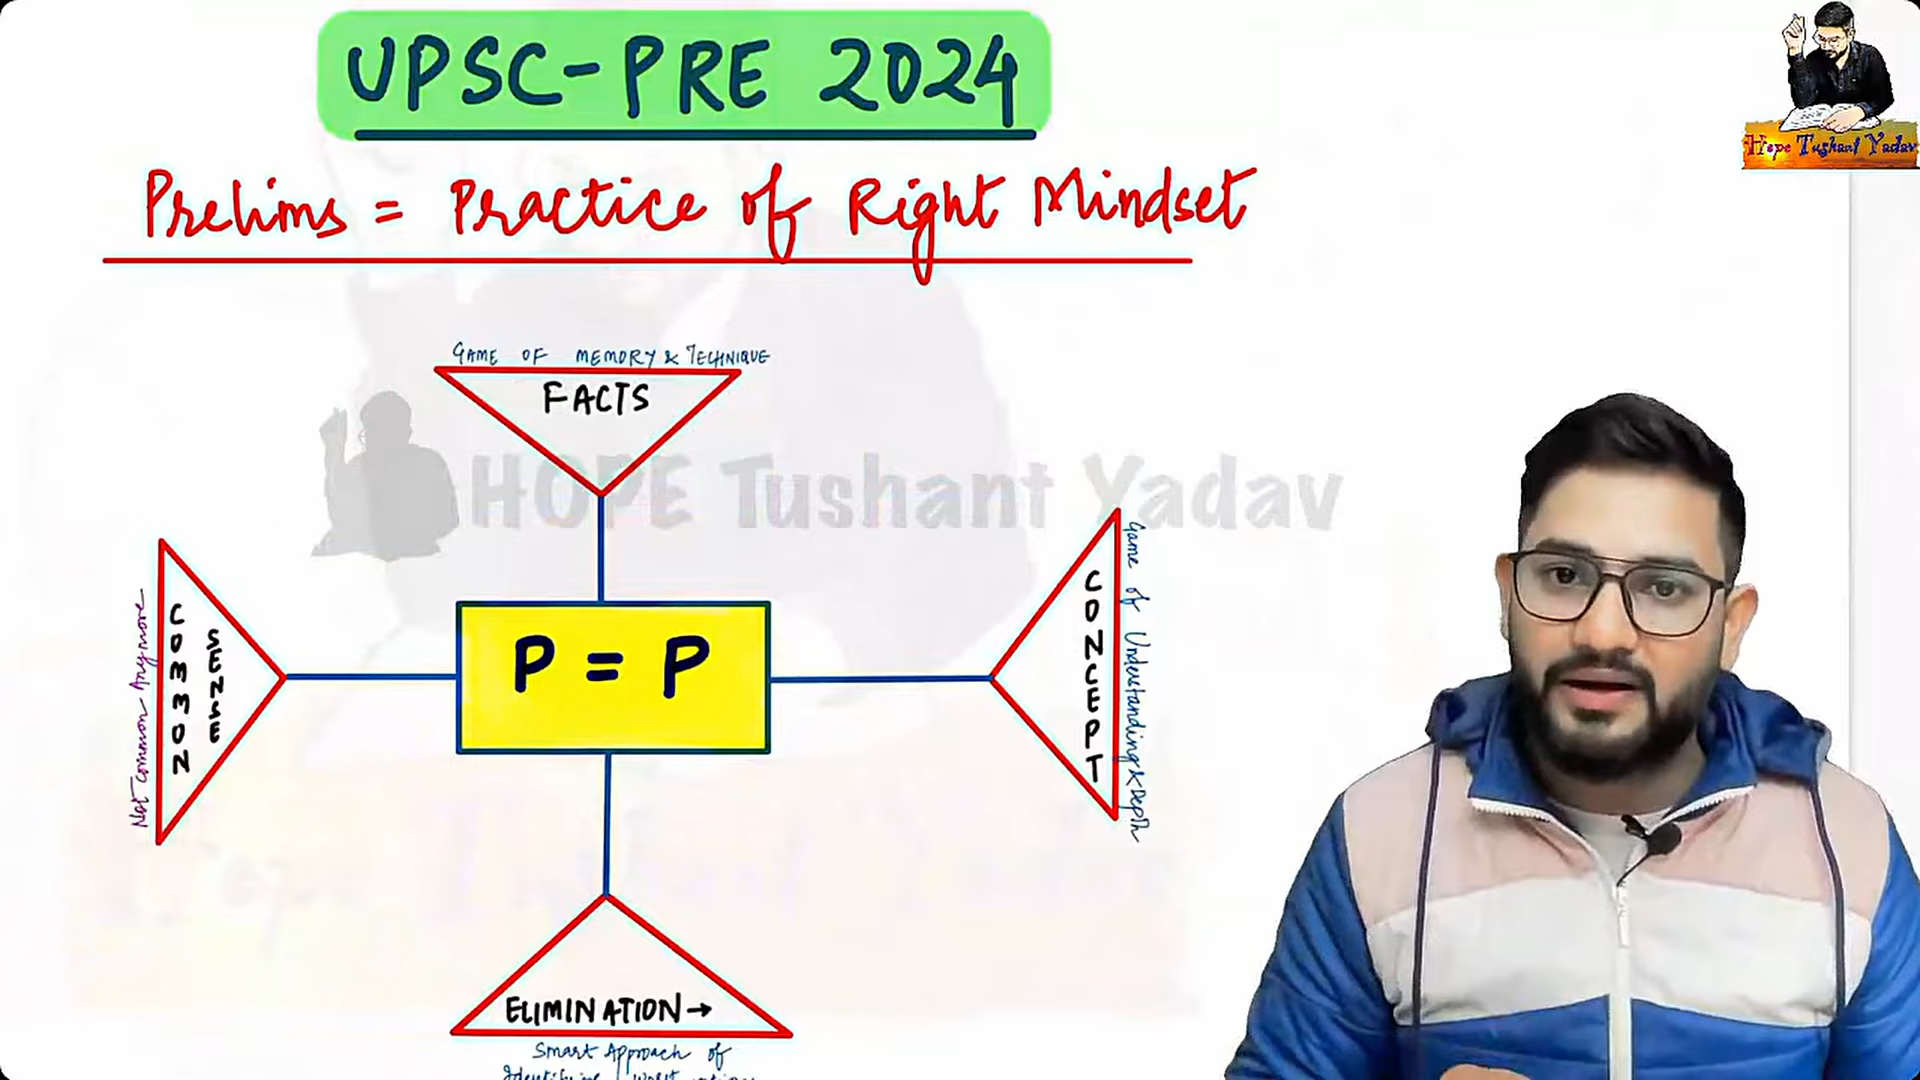 UPSC-PRE 2024
Hope Tushant Yadav
Prelims = Practice of Right Mindset
GAME OF MEMORY & TECHNIQUE
FACTS
HOPE Tushant Yadav
COMMON
SENSE
Not Common Anymore
P = P
CONCEPT
Game of Understanding & Depth
ELIMINATION →
Smart Approach of